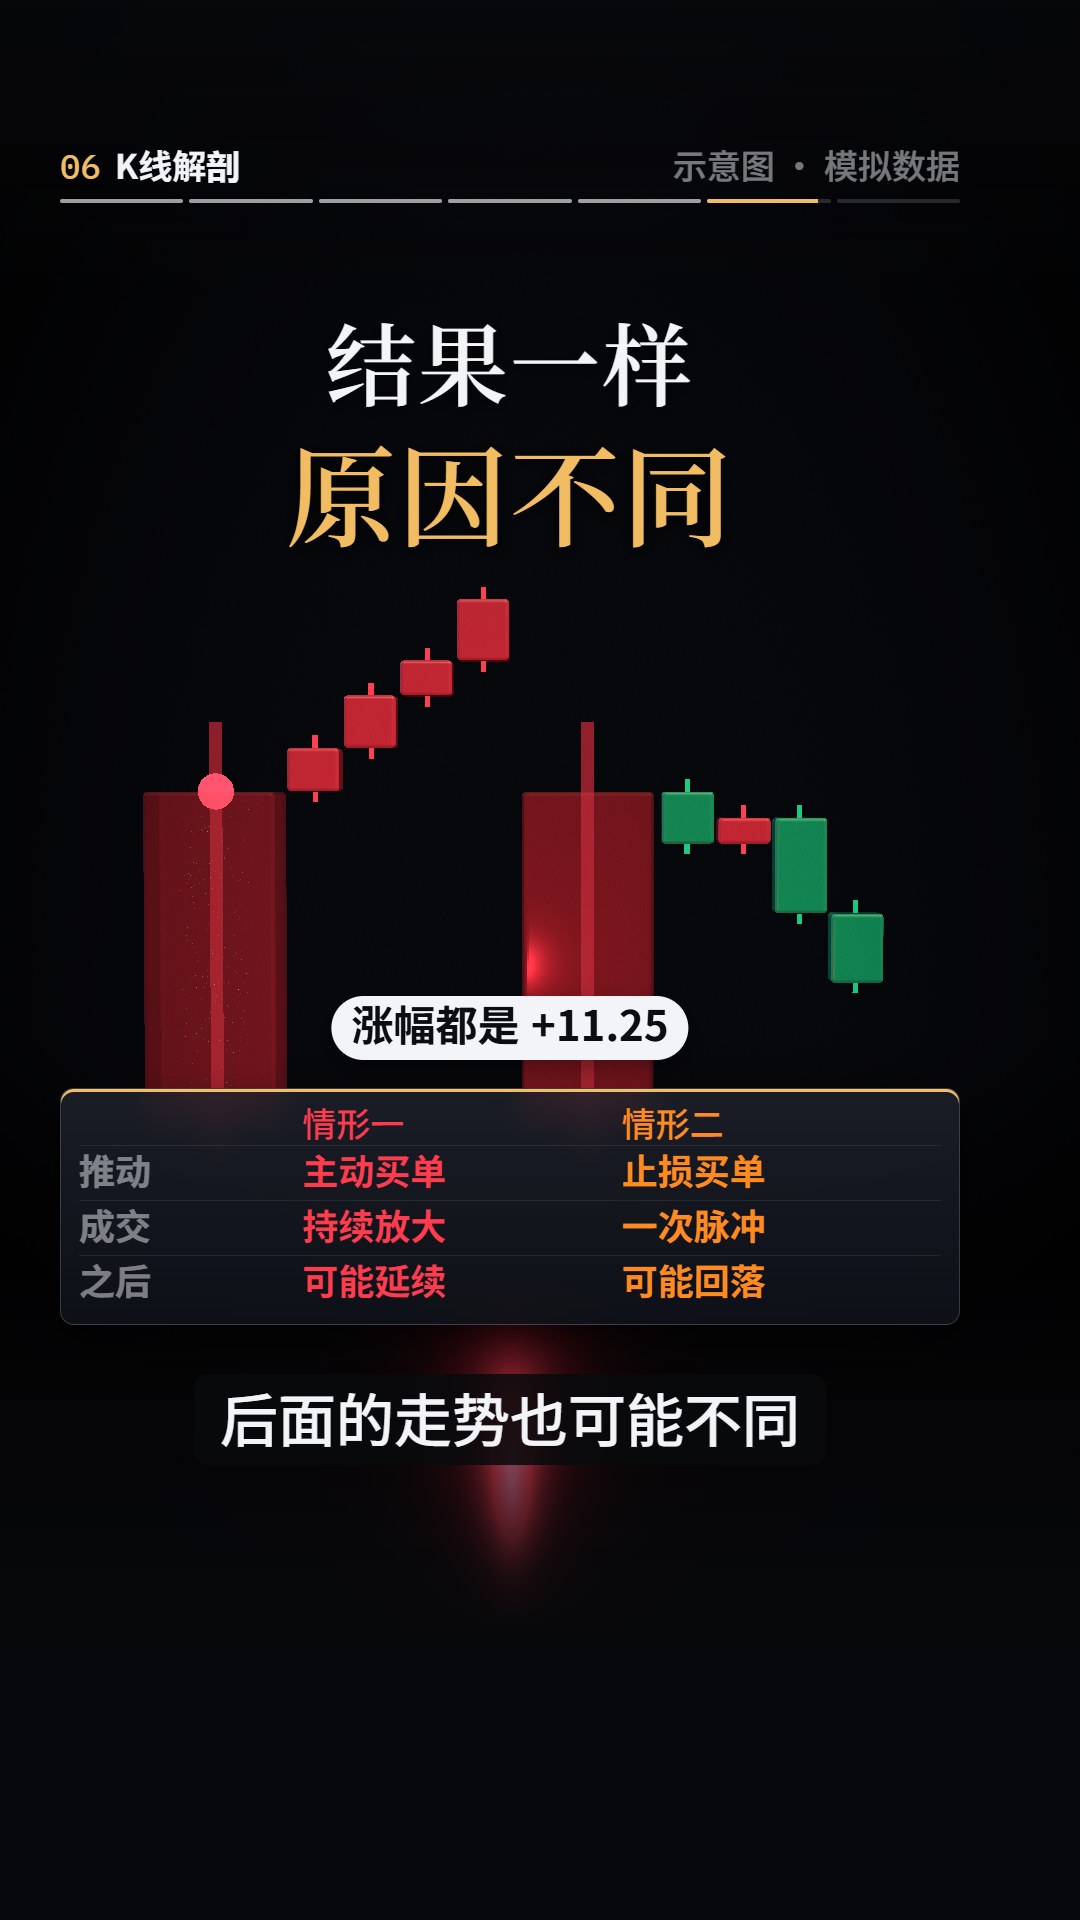 06 K线解剖
示意图 · 模拟数据
结果一样
原因不同
涨幅都是 +11.25
情形一 情形二
推动 主动买单 止损买单
成交 持续放大 一次脉冲
之后 可能延续 可能回落
后面的走势也可能不同